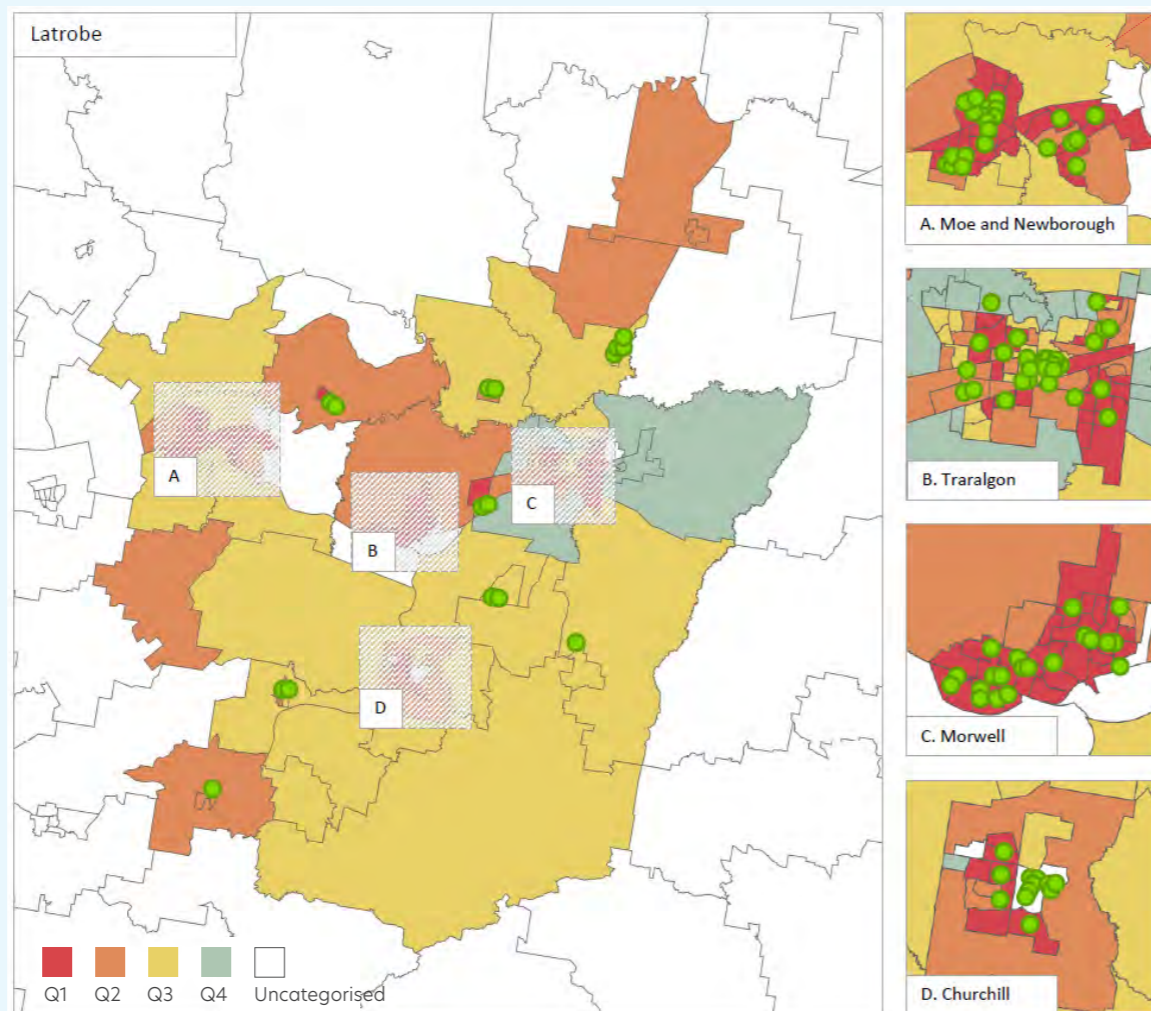 Latrobe
A
B
C
D
Q1 Q2 Q3 Q4 Uncategorised
A. Moe and Newborough
B. Traralgon
C. Morwell
D. Churchill